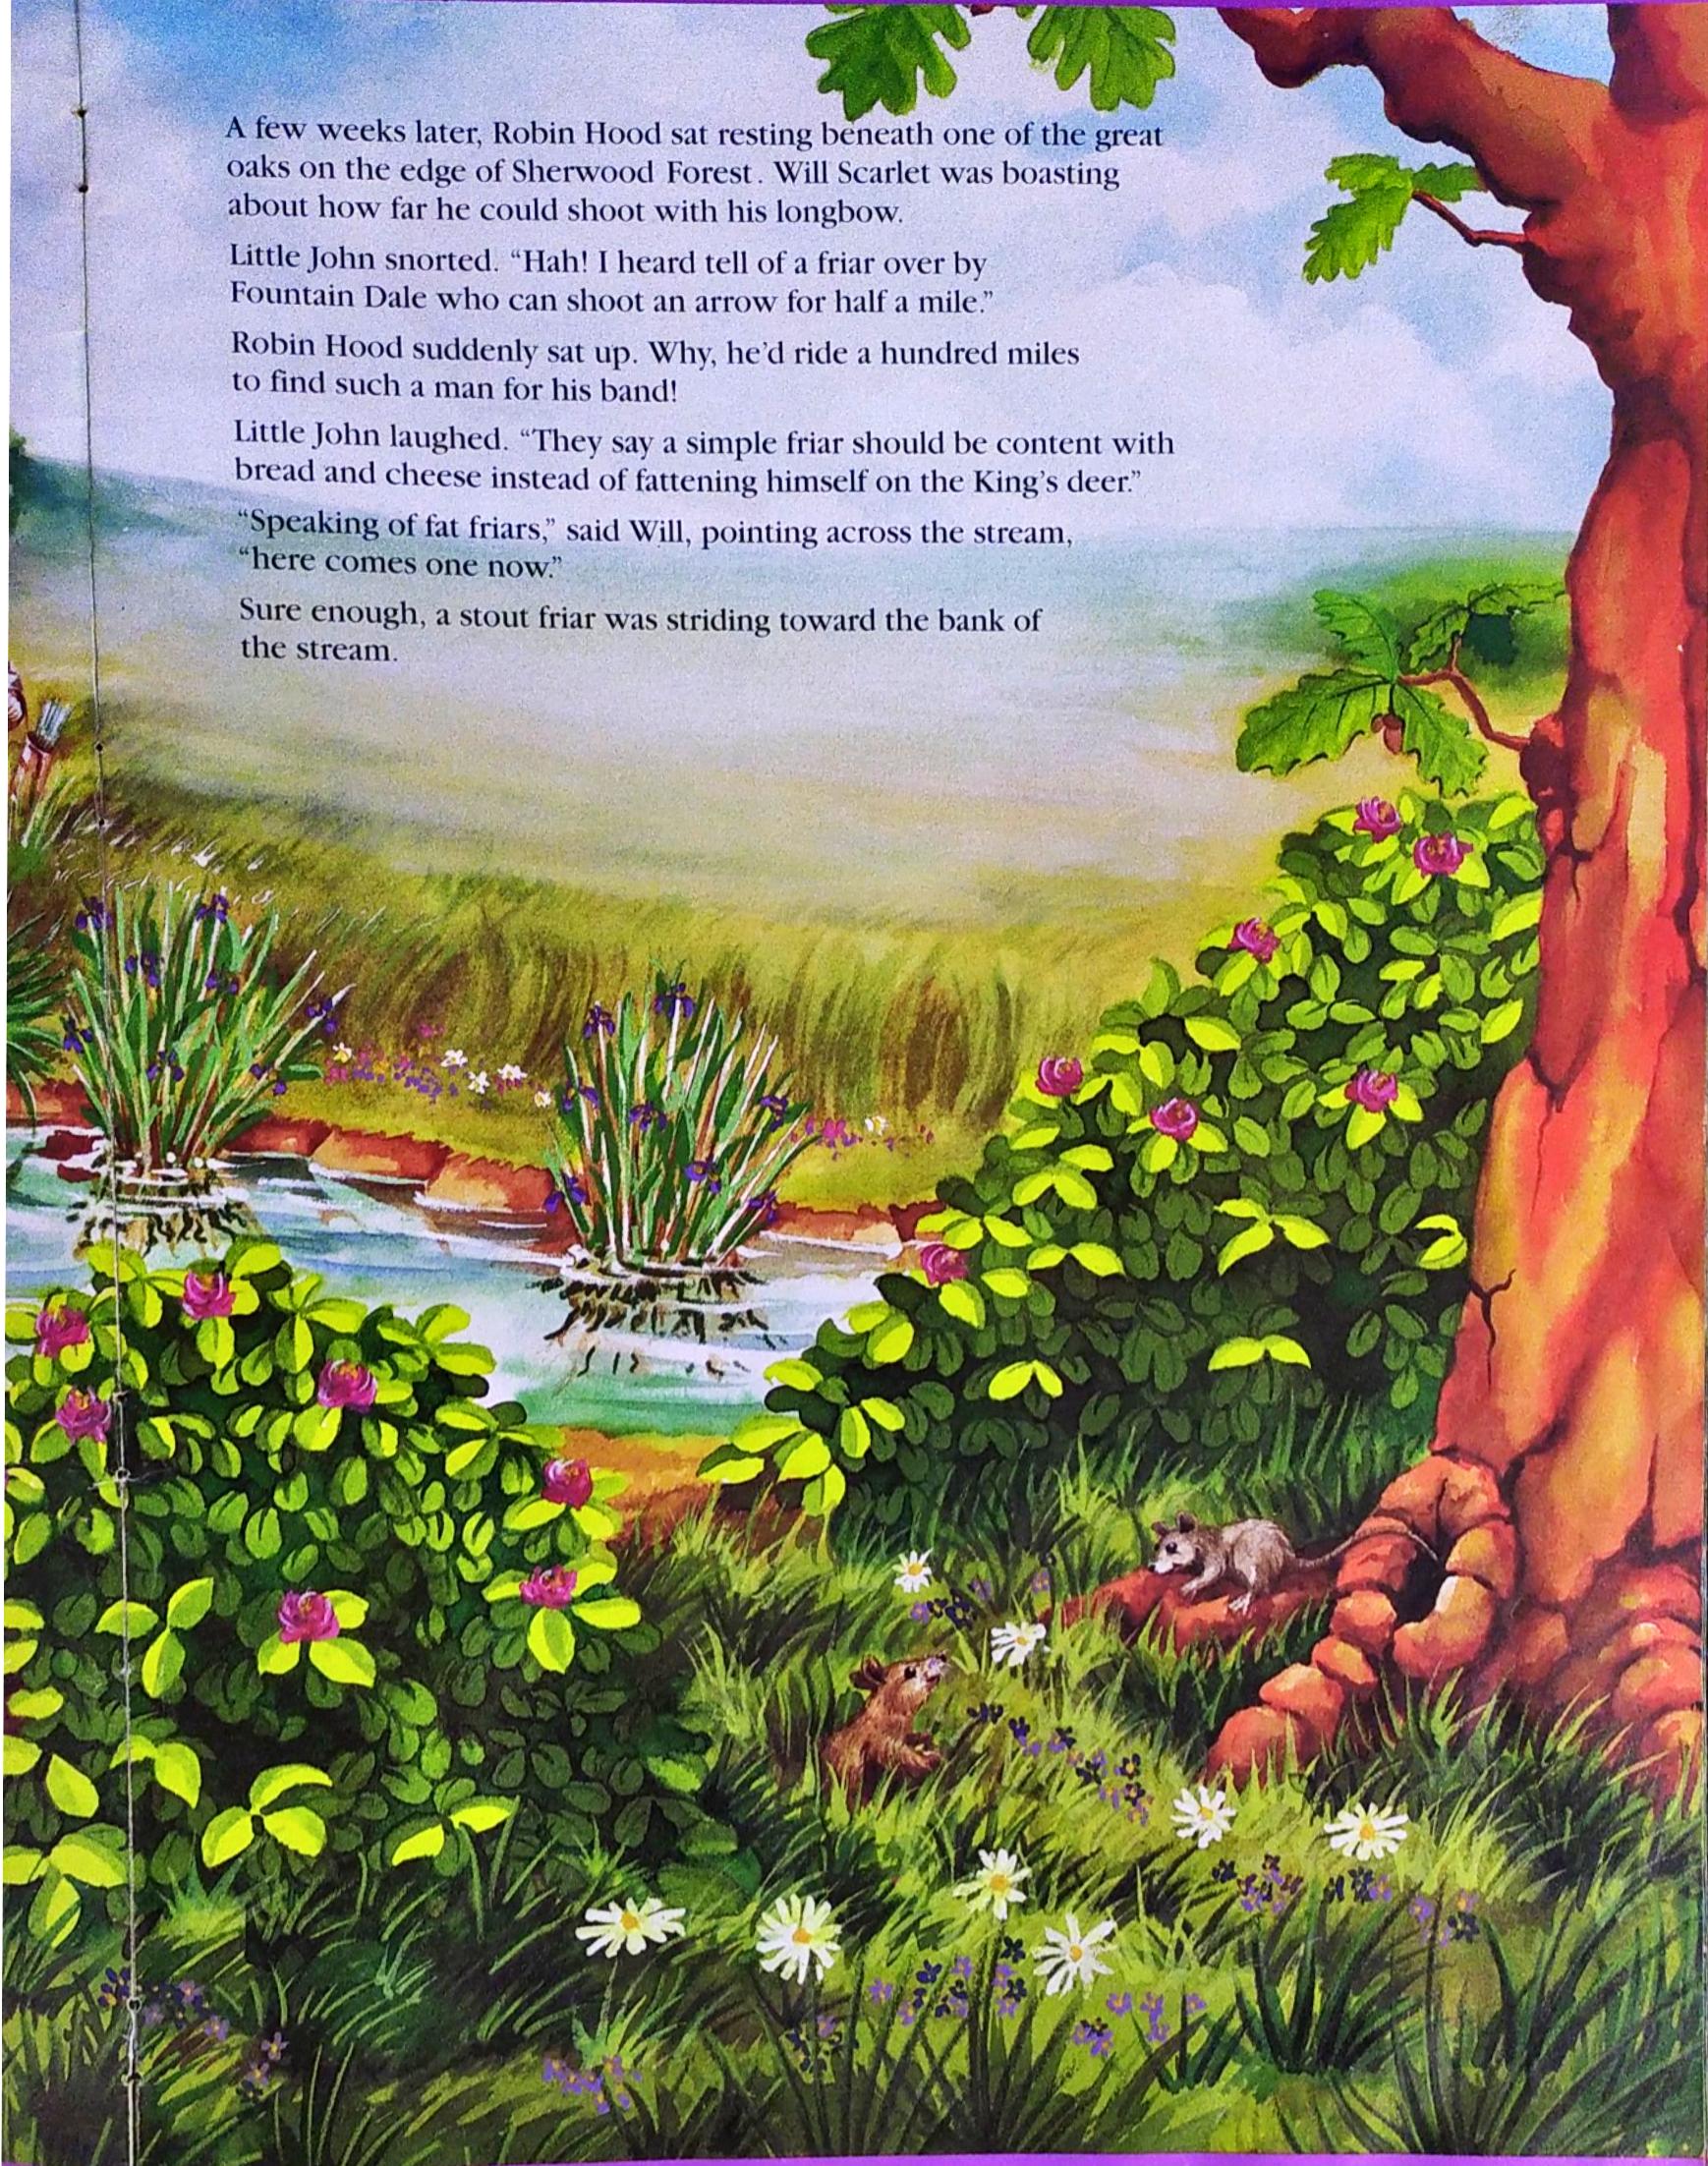 A few weeks later, Robin Hood sat resting beneath one of the great
oaks on the edge of Sherwood Forest. Will Scarlet was boasting
about how far he could shoot with his longbow.
Little John snorted. “Hah! I heard tell of a friar over by
Fountain Dale who can shoot an arrow for half a mile.”
Robin Hood suddenly sat up. Why, he’d ride a hundred miles
to find such a man for his band!
Little John laughed. “They say a simple friar should be content with
bread and cheese instead of fattening himself on the King’s deer.”
“Speaking of fat friars,” said Will, pointing across the stream,
“here comes one now.”
Sure enough, a stout friar was striding toward the bank of
the stream.